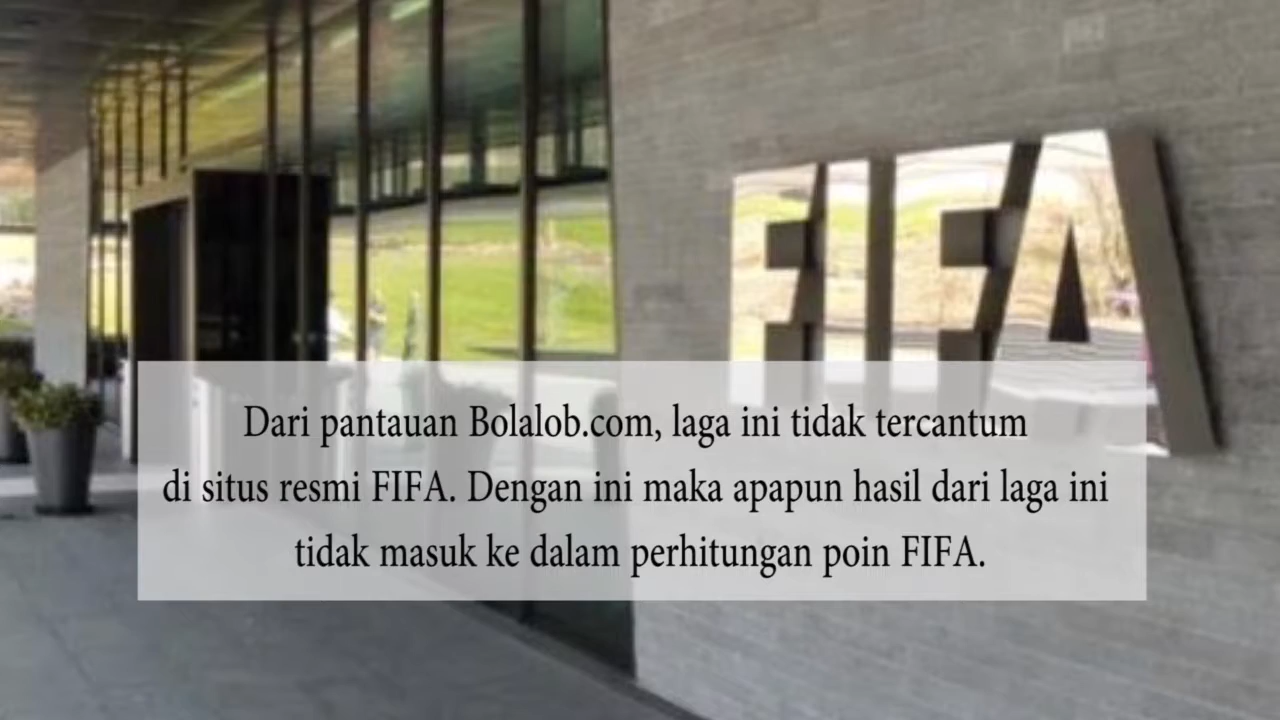 FIFA
Dari pantauan Bolalob.com, laga ini tidak tercantum
di situs resmi FIFA. Dengan ini maka apapun hasil dari laga ini
tidak masuk ke dalam perhitungan poin FIFA.